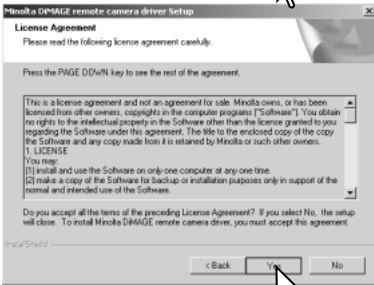 Minolta DiMAGE remote camera driver Setup
License Agreement
Please read the following license agreement carefully.
Press the PAGE DOWN key to see the rest of the agreement.
This is a license agreement and not an agreement for sale. Minolta owns, or has been
licensed from other owners, copyrights in the computer programs ["Software"]. You obtain
no rights to the intellectual property in the Software other than the license granted to you
regarding the Software under this agreement. The title to the enclosed copy of the copy
the Software and any copy made from it is retained by Minolta or such other owners.
1. LICENSE
You may:
[1] install and use the Software on only one computer at any one time.
[2] make a copy of the Software for backup or installation purposes only in support of the
normal and intended use of the Software.
Do you accept all the terms of the preceding License Agreement? If you select No, the setup
will close. To install Minolta DiMAGE remote camera driver, you must accept this agreement.
InstallShield
< Back
Yes
No